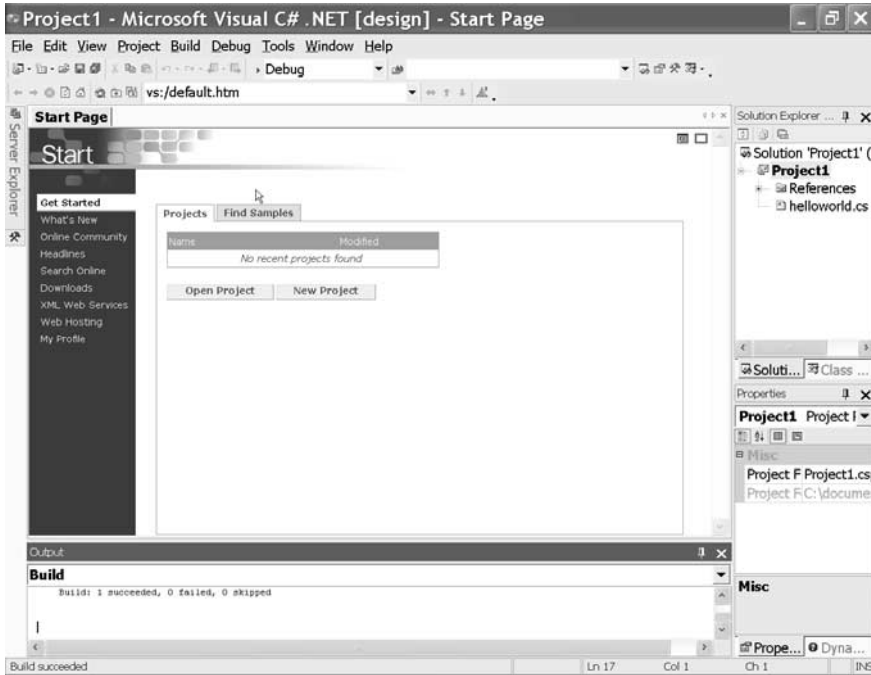 Project1 - Microsoft Visual C# .NET [design] - Start Page
File Edit View Project Build Debug Tools Window Help
Debug
vs:/default.htm
Server Explorer
Start Page
Start
Get Started
What's New
Online Community
Headlines
Search Online
Downloads
XML Web Services
Web Hosting
My Profile
Projects Find Samples
Name Modified
No recent projects found
Open Project New Project
Solution Explorer ...
Solution 'Project1' (
Project1
References
helloworld.cs
Soluti... Class ...
Properties
Project1 Project
Misc
Project F Project1.cs
Project F C:\docume
Misc
Prope... Dyna...
Output
Build
Build: 1 succeeded, 0 failed, 0 skipped
Build succeeded Ln 17 Col 1 Ch 1 INS